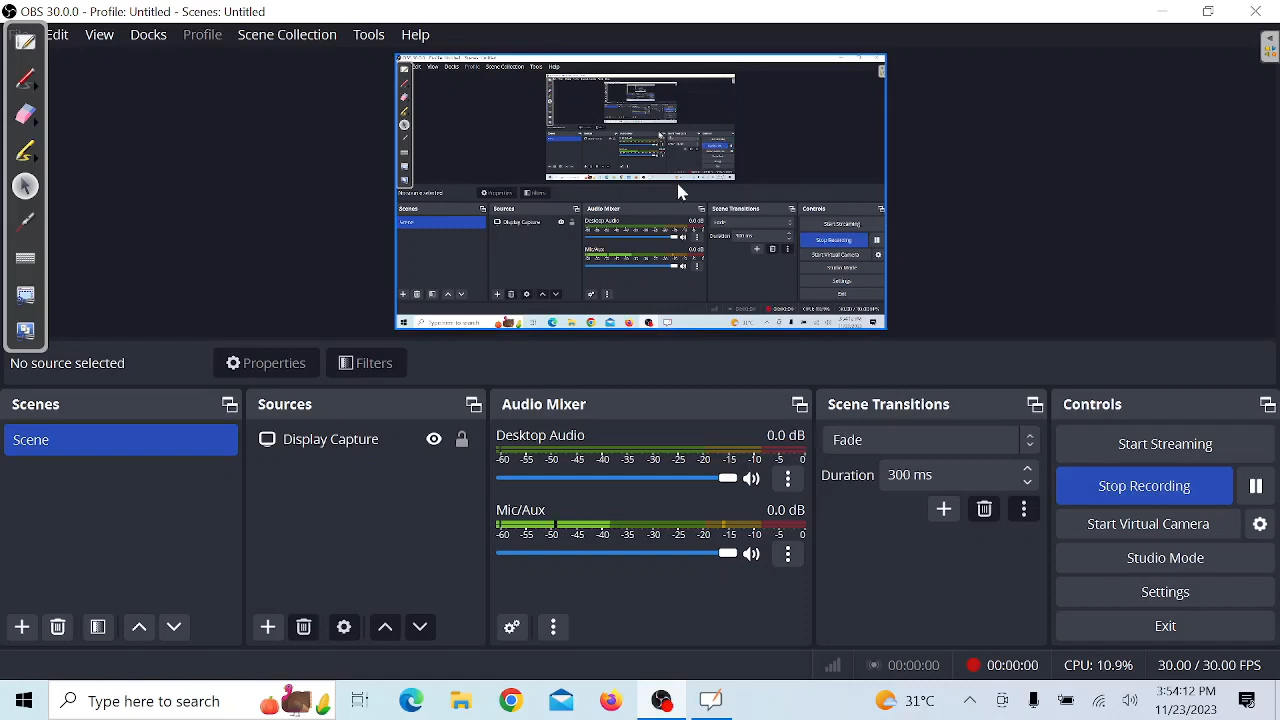 OBS 30.0.0 - Profile: Untitled - Scenes: Untitled
Edit View Docks Profile Scene Collection Tools Help
No source selected
Properties
Filters
Scenes
Scene
Sources
Display Capture
Audio Mixer
Desktop Audio 0.0 dB
-60 -55 -50 -45 -40 -35 -30 -25 -20 -15 -10 -5 0
Mic/Aux 0.0 dB
-60 -55 -50 -45 -40 -35 -30 -25 -20 -15 -10 -5 0
Scene Transitions
Fade
Duration 300 ms
Controls
Start Streaming
Stop Recording
Start Virtual Camera
Studio Mode
Settings
Exit
00:00:00 00:00:00 CPU: 10.9% 30.00 / 30.00 FPS
Type here to search
31°C
3:54:12 PM
11/23/2023